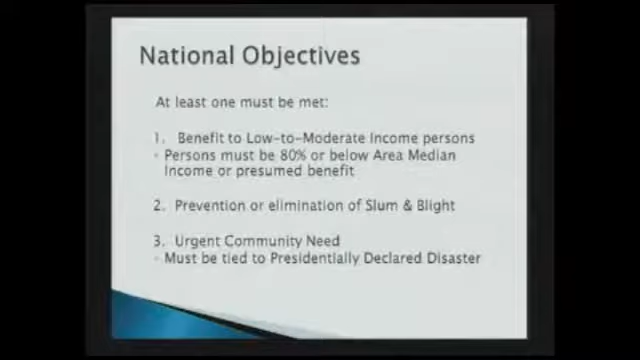 National Objectives
At least one must be met:
1. Benefit to Low-to-Moderate Income persons
Persons must be 80% or below Area Median
Income or presumed benefit
2. Prevention or elimination of Slum & Blight
3. Urgent Community Need
Must be tied to Presidentially Declared Disaster